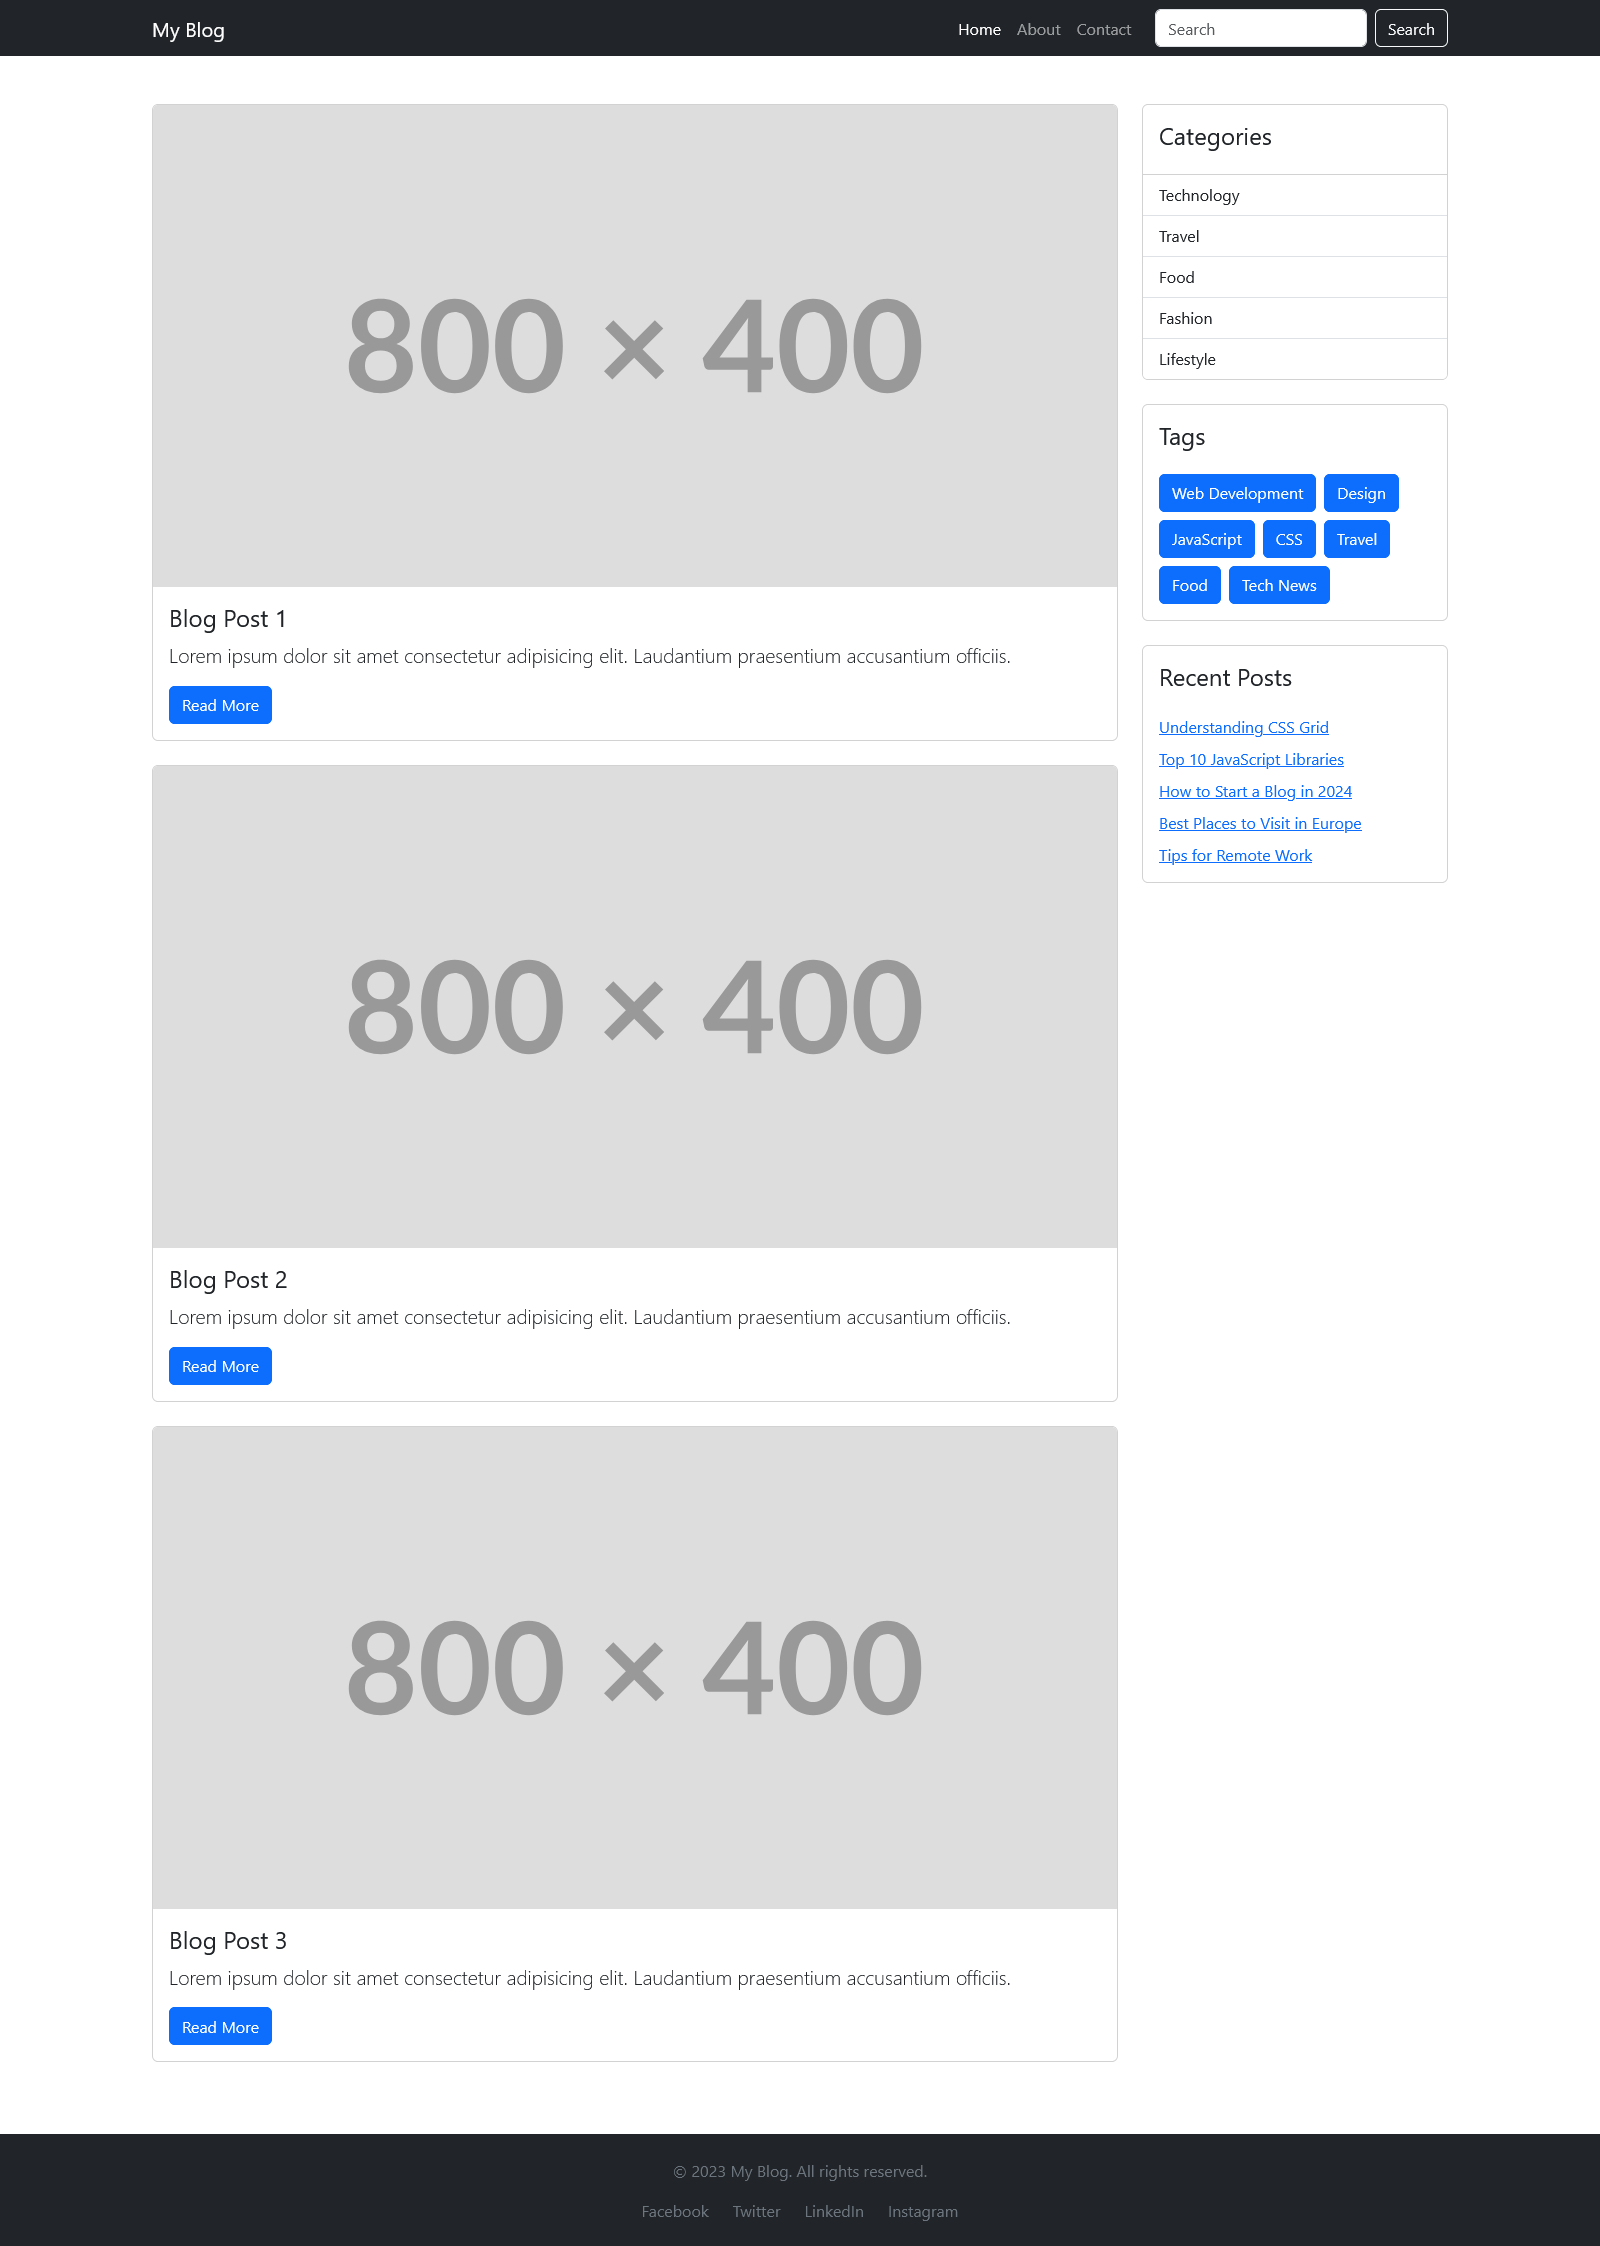 My Blog
Home About Contact Search Search
800 × 400
Blog Post 1
Lorem ipsum dolor sit amet consectetur adipisicing elit. Laudantium praesentium accusantium officiis.
Read More
800 × 400
Blog Post 2
Lorem ipsum dolor sit amet consectetur adipisicing elit. Laudantium praesentium accusantium officiis.
Read More
800 × 400
Blog Post 3
Lorem ipsum dolor sit amet consectetur adipisicing elit. Laudantium praesentium accusantium officiis.
Read More
Categories
Technology
Travel
Food
Fashion
Lifestyle
Tags
Web Development Design
JavaScript CSS Travel
Food Tech News
Recent Posts
Understanding CSS Grid
Top 10 JavaScript Libraries
How to Start a Blog in 2024
Best Places to Visit in Europe
Tips for Remote Work
© 2023 My Blog. All rights reserved.
Facebook Twitter LinkedIn Instagram